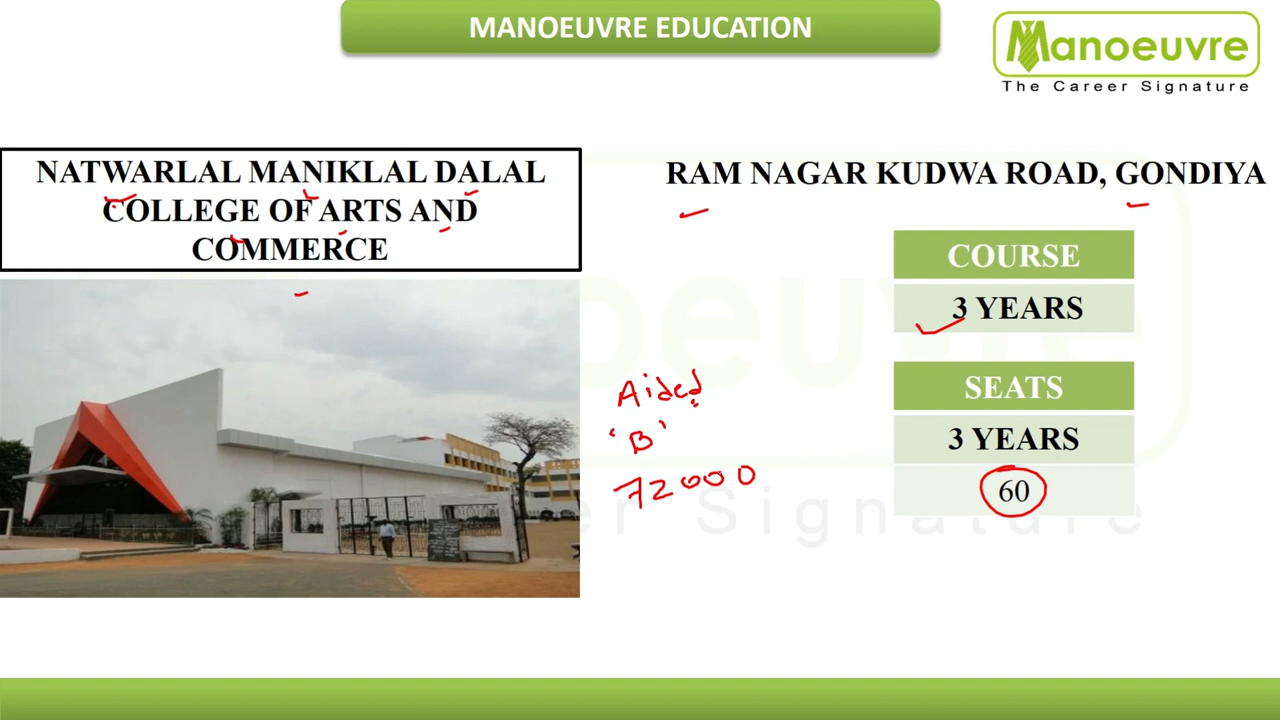 MANOEUVRE EDUCATION
Manoeuvre
The Career Signature
NATWARLAL MANIKLAL DALAL
COLLEGE OF ARTS AND
COMMERCE
RAM NAGAR KUDWA ROAD, GONDIYA
COURSE
3 YEARS
SEATS
3 YEARS
60
Aided
'B'
72000